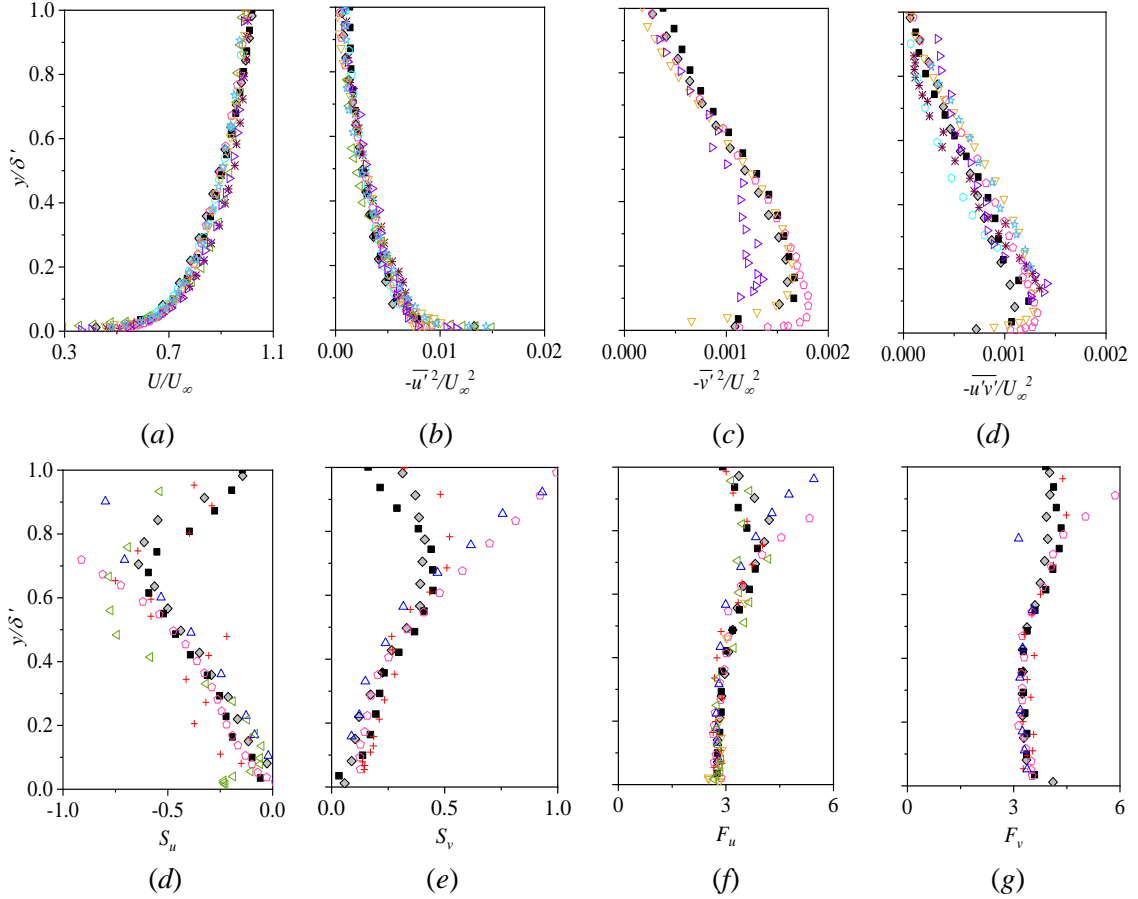 1.0
0.8
0.6
0.4
0.2
0.0
y/δ'
0.3 0.7 1.1
U/U∞
(a)
0.00 0.01 0.02
-u'²/U∞²
(b)
0.000 0.001 0.002
-v'²/U∞²
(c)
0.000 0.001 0.002
-u'v'/U∞²
(d)
1.0
0.8
0.6
0.4
0.2
0.0
y/δ'
-1.0 -0.5 0.0
Su
(d)
0.0 0.5 1.0
Sv
(e)
0 3 6
Fu
(f)
0 3 6
Fv
(g)